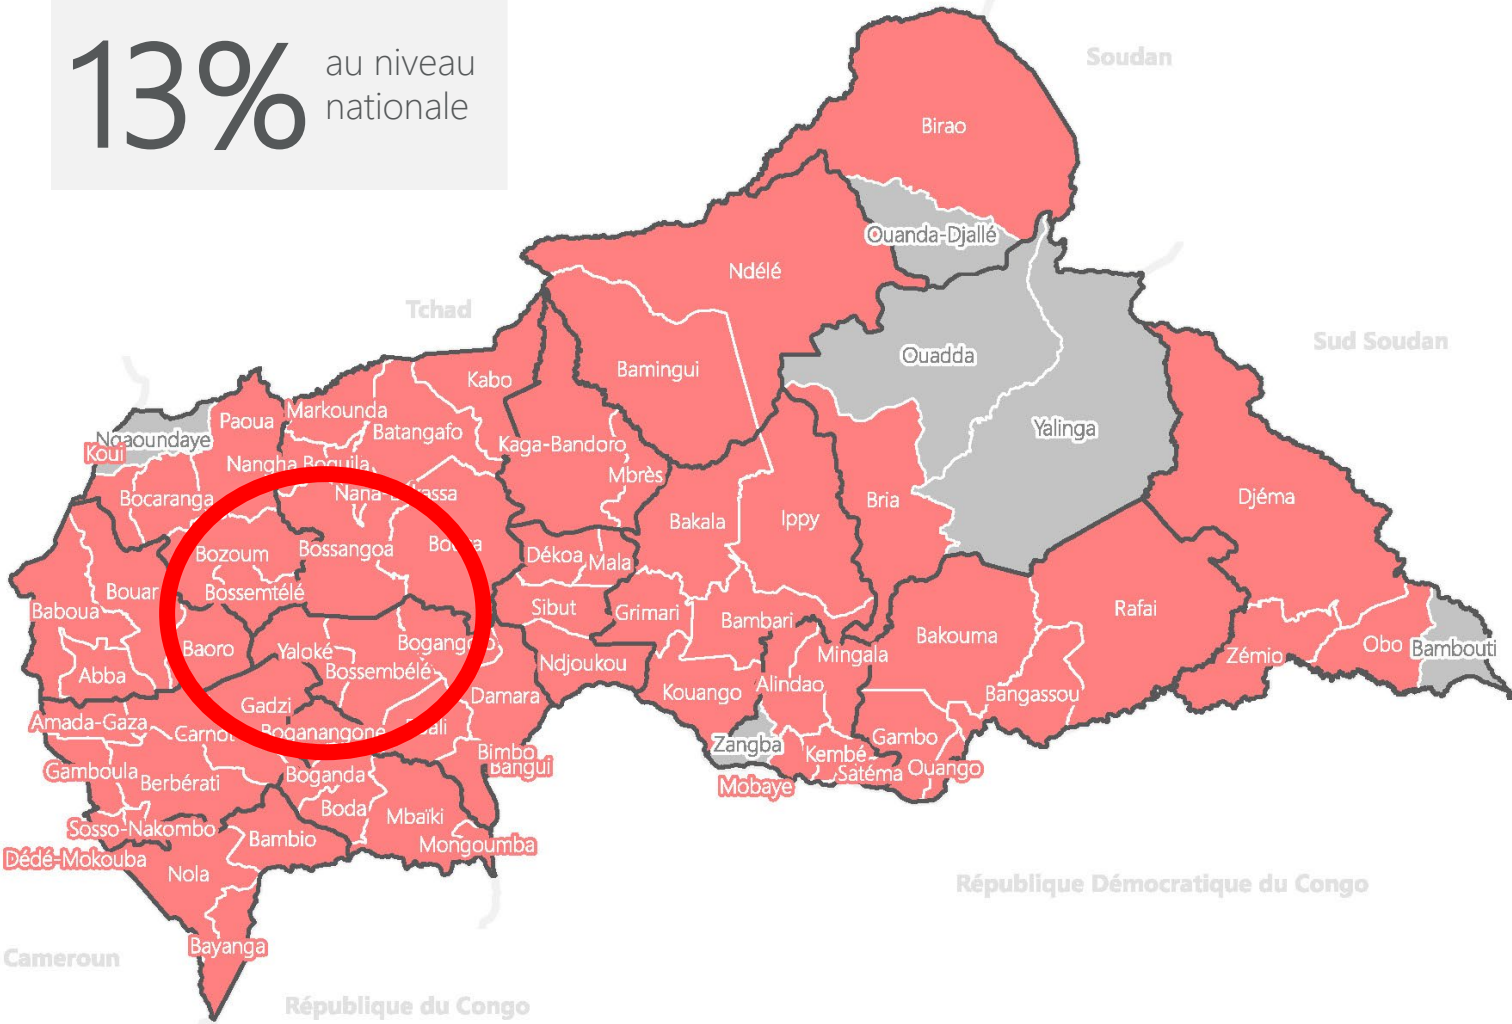 13%
au niveau
nationale
Soudan
Birao
Ouanda-Djallé
Ndélé
Tchad
Sud Soudan
Ouadda
Bamingui
Kabo
Markounda
Paoua
Yalinga
Batangafo
Ngaoundaye
Koui
Kaga-Bandoro
Nangha Boguila
Mbrès
Nana-Bakassa
Bocaranga
Djéma
Bria
Ippy
Bakala
Bozoum
Bossangoa
Bouca
Dékoa
Mala
Bossemtélé
Bouar
Baboua
Sibut
Grimari
Bambari
Rafai
Bakouma
Baoro
Yaloké
Bogangolo
Obo
Bambouti
Mingala
Zémio
Ndjoukou
Bossembélé
Abba
Kouango
Alindao
Bangassou
Damara
Gadzi
Amada-Gaza
Carnot
Boganangone
Bimbo
Bangui
Zangba
Gambo
Kembé
Satéma
Ouango
Gamboula
Berbérati
Boganda
Mobaye
Boda
Mbaïki
Sosso-Nakombo
Bambio
Mongoumba
Dédé-Mokouba
Nola
République Démocratique du Congo
Bayanga
Cameroun
République du Congo